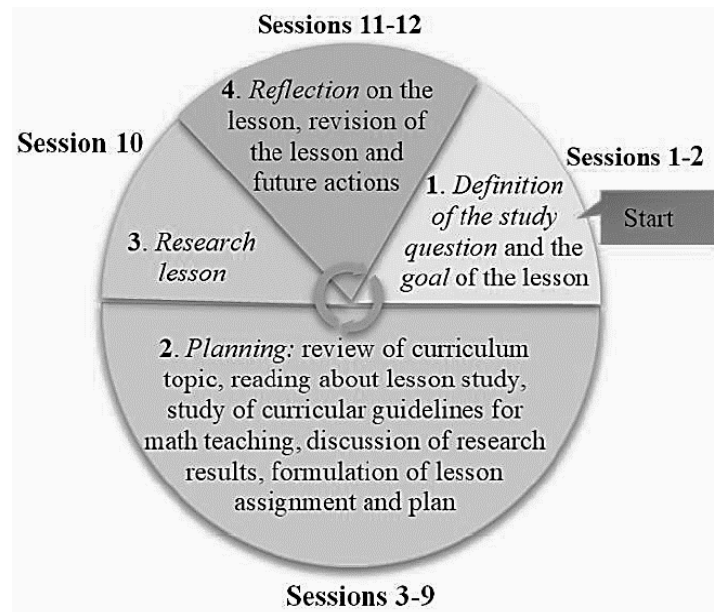 Sessions 11-12
4. Reflection on the
lesson, revision of
the lesson and
future actions
Session 10
3. Research
lesson
Sessions 1-2
1. Definition
of the study
question and the
goal of the lesson
Start
2. Planning: review of curriculum
topic, reading about lesson study,
study of curricular guidelines for
math teaching, discussion of research
results, formulation of lesson
assignment and plan
Sessions 3-9